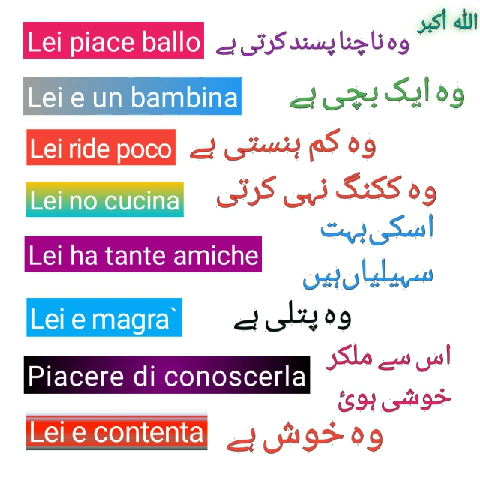 الله أكبر
Lei piace ballo وہ ناچنا پسند کرتی ہے
Lei e un bambina وہ ایک بچی ہے
Lei ride poco وہ کم ہنستی ہے
Lei no cucina وہ ککنگ نہی کرتی
Lei ha tante amiche اسکی بہت
سہیلیاں ہیں
Lei e magra` وہ پتلی ہے
Piacere di conoscerla اس سے ملکر
خوشی ہوئ
Lei e contenta وہ خوش ہے